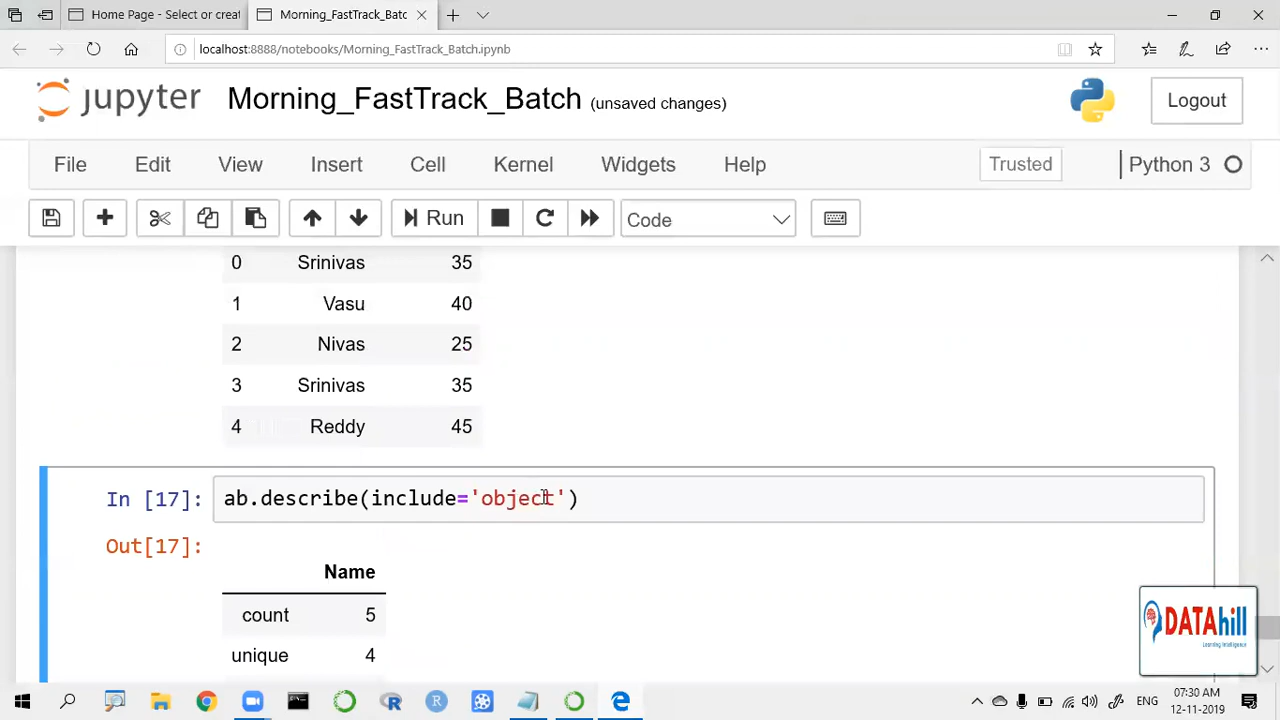 Home Page - Select or creat
Morning_FastTrack_Batc
localhost:8888/notebooks/Morning_FastTrack_Batch.ipynb
jupyter Morning_FastTrack_Batch (unsaved changes)
Logout
File Edit View Insert Cell Kernel Widgets Help
Trusted
Python 3
Run
Code
0 Srinivas 35
1 Vasu 40
2 Nivas 25
3 Srinivas 35
4 Reddy 45
In [17]: ab.describe(include='object')
Out[17]:
Name
count 5
unique 4
DATAhill
Learning Intelligence
ENG
07:30 AM
12-11-2019